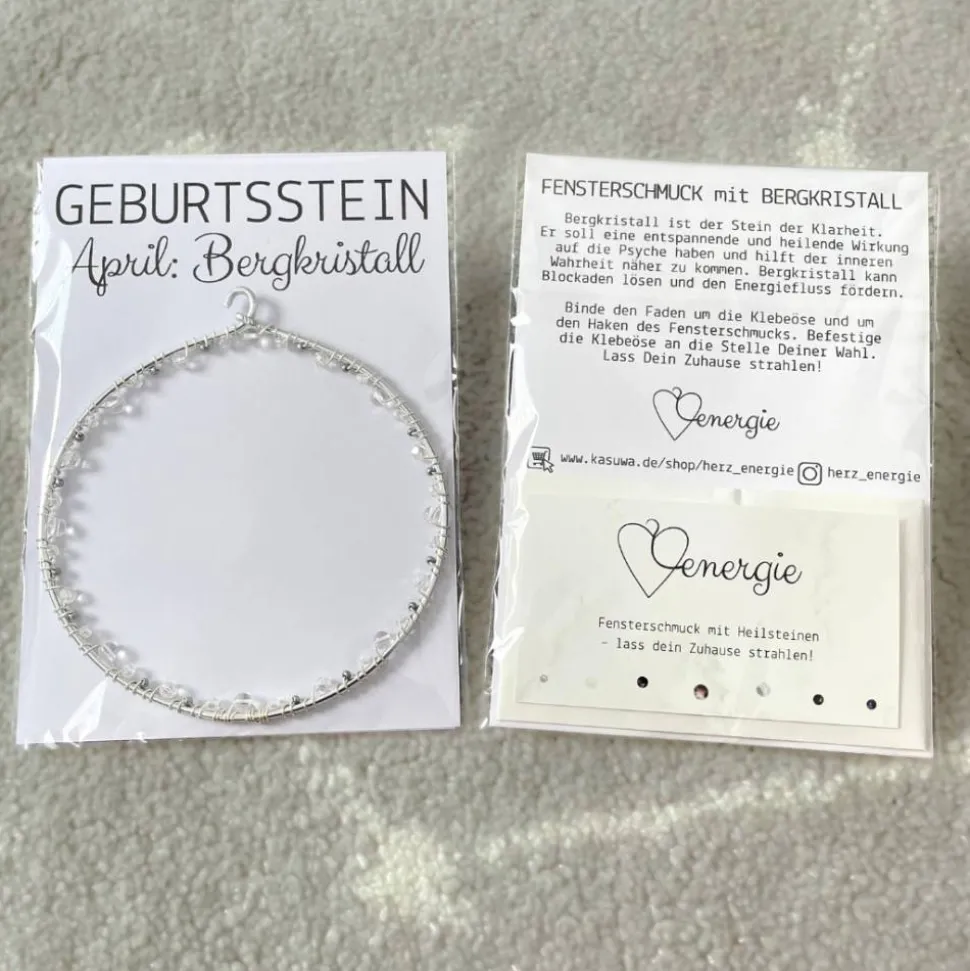 GEBURTSSTEIN
April: Bergkristall
FENSTERSCHMUCK mit BERGKRISTALL
Bergkristall ist der Stein der Klarheit.
Er soll eine entspannende und heilende Wirkung
auf die Psyche haben und hilft der inneren
Wahrheit näher zu kommen. Bergkristall kann
Blockaden lösen und den Energiefluss fördern.
Binde den Faden um die Klebeöse und um
den Haken des Fensterschmucks. Befestige
die Klebeöse an die Stelle Deiner Wahl.
Lass Dein Zuhause strahlen!
energie
www.kasuwa.de/shop/herz_energie herz_energie
energie
Fensterschmuck mit Heilsteinen
- lass dein Zuhause strahlen!